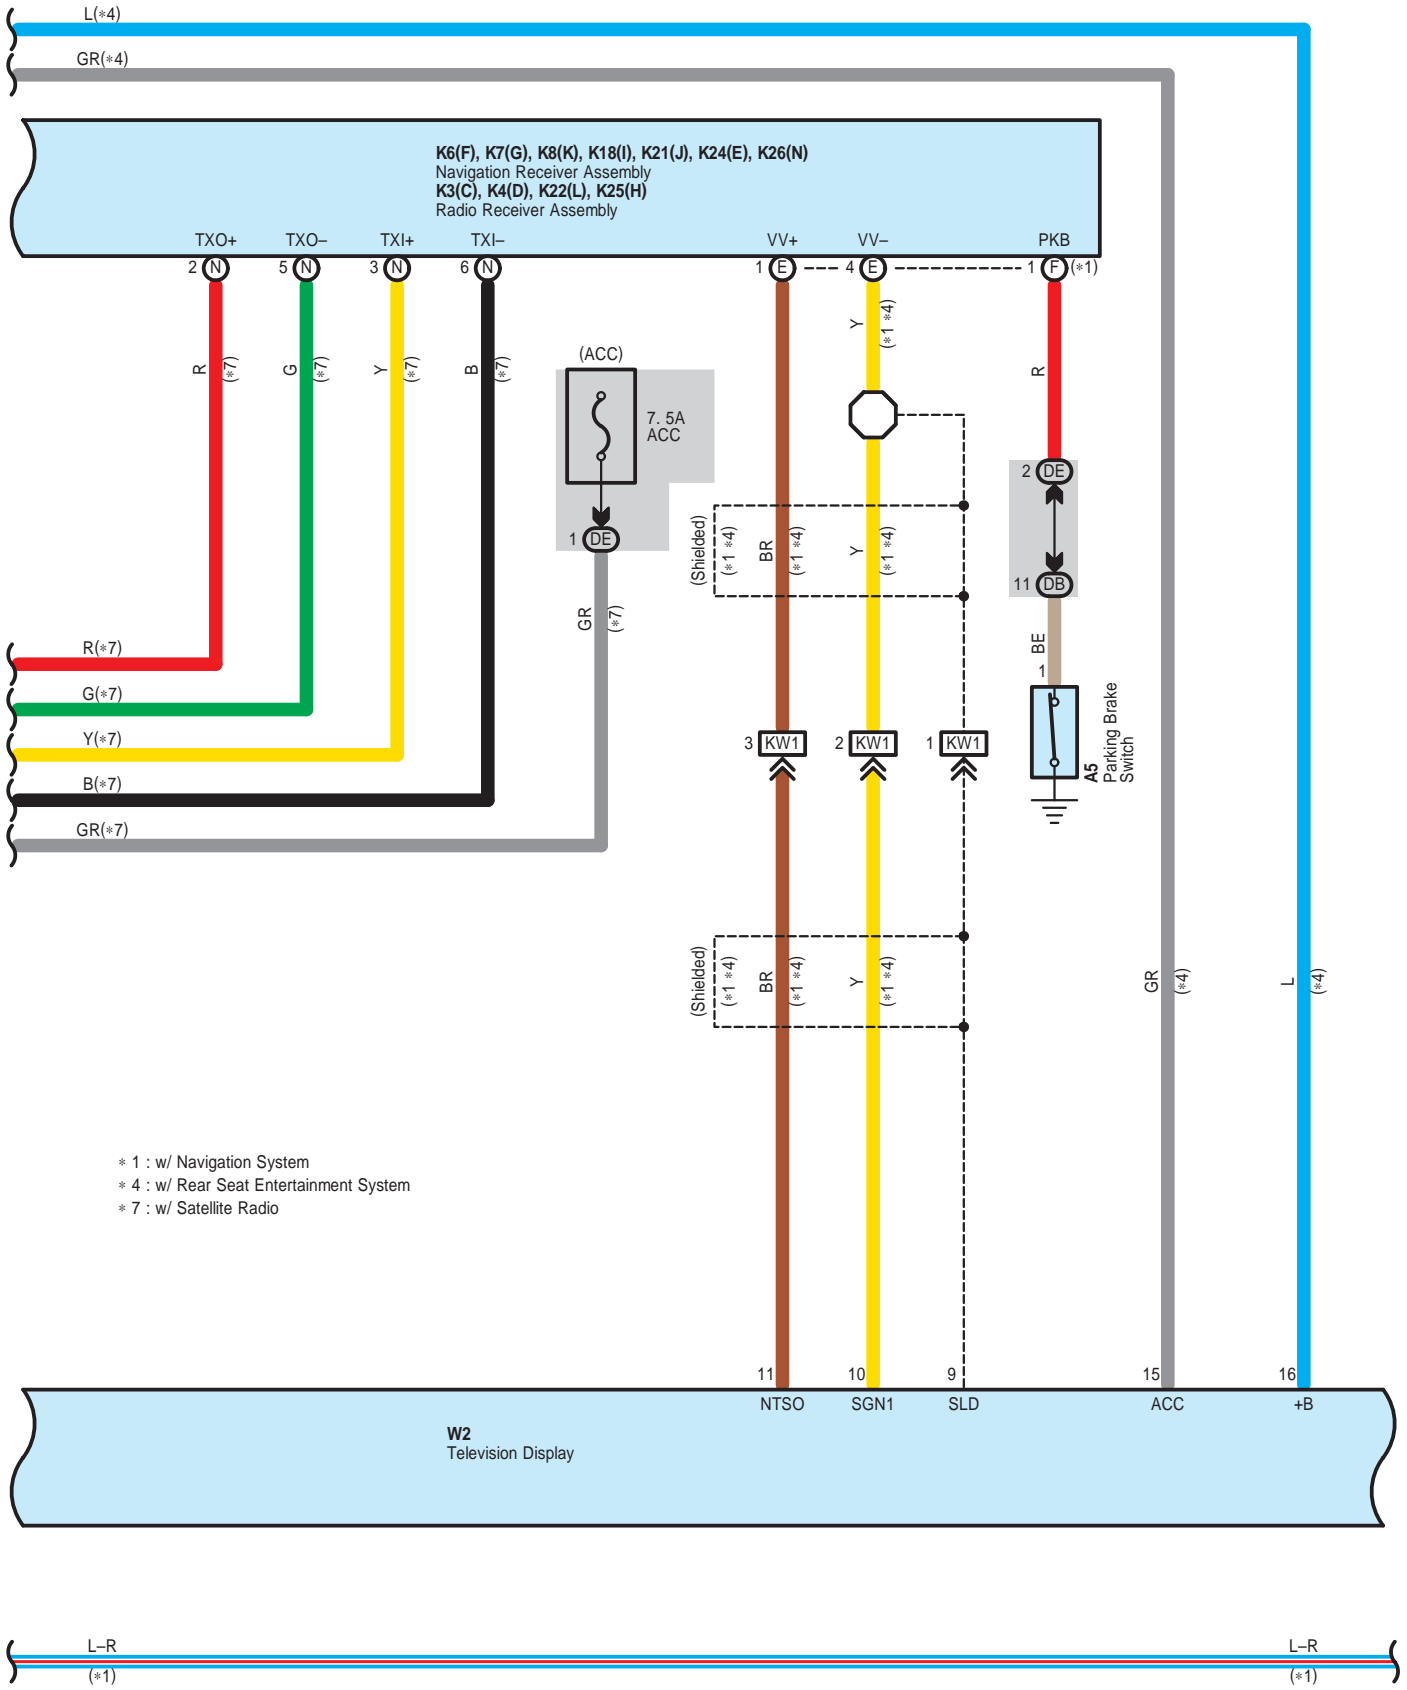 L(*4)
GR(*4)
K6(F), K7(G), K8(K), K18(I), K21(J), K24(E), K26(N)
Navigation Receiver Assembly
K3(C), K4(D), K22(L), K25(H)
Radio Receiver Assembly
TXO+ TXO– TXI+ TXI– VV+ VV– PKB
2 N 5 N 3 N 6 N 1 E 4 E 1 F (*1)
Y (*1 *4)
R (*7)
G (*7)
Y (*7)
B (*7)
R
(ACC)
7. 5A
ACC
2 DE
1 DE
(Shielded)
(*1 *4)
BR (*1 *4)
Y (*1 *4)
11 DB
GR (*7)
BE
1
R(*7)
G(*7)
Y(*7)
B(*7)
GR(*7)
3 KW1 2 KW1 1 KW1
A5
Parking Brake
Switch
(Shielded)
(*1 *4)
BR (*1 *4)
Y (*1 *4)
GR (*4)
L (*4)
* 1 : w/ Navigation System
* 4 : w/ Rear Seat Entertainment System
* 7 : w/ Satellite Radio
11 10 9 15 16
NTSO SGN1 SLD ACC +B
W2
Television Display
L–R L–R
(*1) (*1)